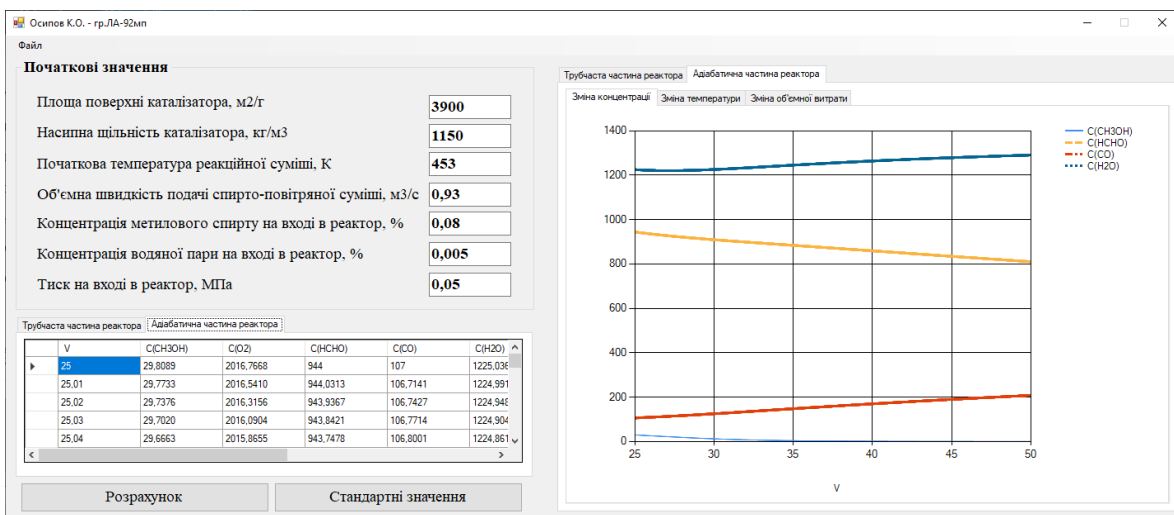 Осипов К.О. - гр.ЛА-92мп
Файл
Початкові значення
Площа поверхні каталізатора, м2/г 3900
Насипна щільність каталізатора, кг/м3 1150
Початкова температура реакційної суміші, К 453
Об'ємна швидкість подачі спирто-повітряної суміші, м3/с 0,93
Концентрація метилового спирту на вході в реактор, % 0,08
Концентрація водяної пари на вході в реактор, % 0,005
Тиск на вході в реактор, МПа 0,05
Трубчаста частина реактора Адіабатична частина реактора
V C(CH3OH) C(O2) C(HCHO) C(CO) C(H2O)
25 29,8089 2016,7668 944 107 1225,036
25,01 29,7733 2016,5410 944,0313 106,7141 1224,991
25,02 29,7376 2016,3156 943,9367 106,7427 1224,948
25,03 29,7020 2016,0904 943,8421 106,7714 1224,904
25,04 29,6663 2015,8655 943,7478 106,8001 1224,861
Розрахунок Стандартні значення
Трубчаста частина реактора Адіабатична частина реактора
Зміна концентрації Зміна температури Зміна об'ємної витрати
1400
1200
1000
800
600
400
200
0
25 30 35 40 45 50
V
C(CH3OH)
C(HCHO)
C(CO)
C(H2O)